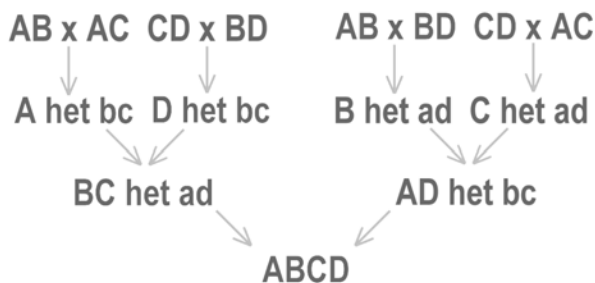 AB x AC CD x BD AB x BD CD x AC
A het bc D het bc B het ad C het ad
BC het ad AD het bc
ABCD